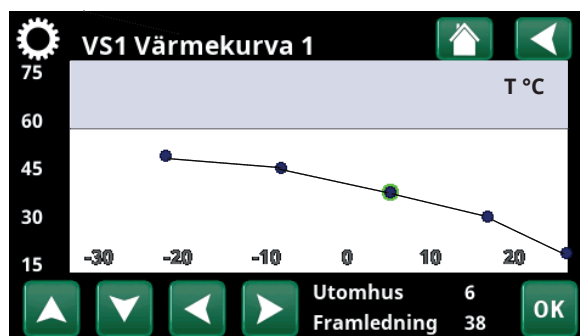 VS1 Värmekurva 1
75
T °C
60
45
30
15
-30 -20 -10 0 10 20
Utomhus 6
Framledning 38
OK